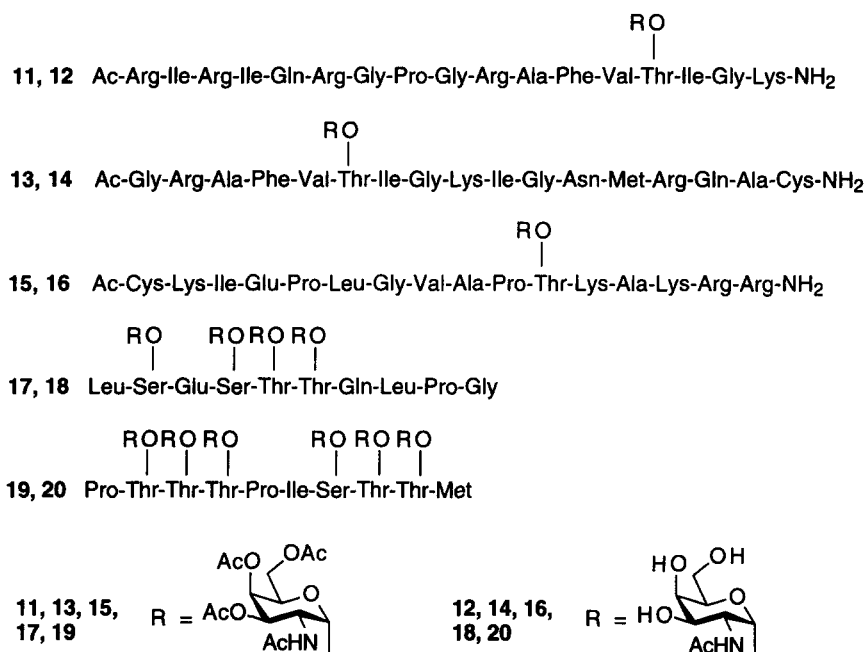 RO
11, 12 Ac-Arg-Ile-Arg-Ile-Gln-Arg-Gly-Pro-Gly-Arg-Ala-Phe-Val-Thr-Ile-Gly-Lys-NH2
RO
13, 14 Ac-Gly-Arg-Ala-Phe-Val-Thr-Ile-Gly-Lys-Ile-Gly-Asn-Met-Arg-Gln-Ala-Cys-NH2
RO
15, 16 Ac-Cys-Lys-Ile-Glu-Pro-Leu-Gly-Val-Ala-Pro-Thr-Lys-Ala-Lys-Arg-Arg-NH2
RO RO RO RO
17, 18 Leu-Ser-Glu-Ser-Thr-Thr-Gln-Leu-Pro-Gly
RO RO RO RO RO RO
19, 20 Pro-Thr-Thr-Thr-Pro-Ile-Ser-Thr-Thr-Met
11, 13, 15,
17, 19
R =
AcO OAc
O
AcO
AcHN
12, 14, 16,
18, 20
R =
HO OH
O
HO
AcHN